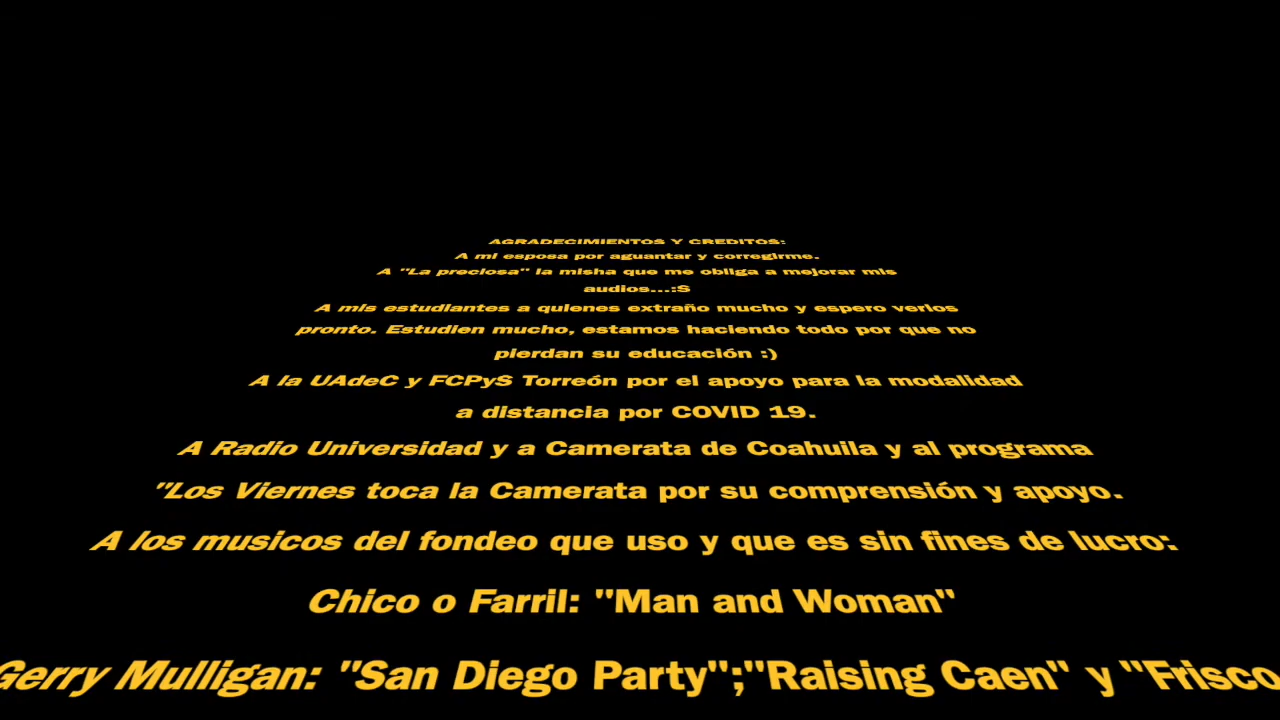 AGRADECIMIENTOS Y CREDITOS:
A mi esposa por aguantar y corregirme.
A "La preciosa" la misha que me obliga a mejorar mis
audios...:S
A mis estudiantes a quienes extraño mucho y espero verlos
pronto. Estudien mucho, estamos haciendo todo por que no
pierdan su educación :)
A la UAdeC y FCPyS Torreón por el apoyo para la modalidad
a distancia por COVID 19.
A Radio Universidad y a Camerata de Coahuila y al programa
"Los Viernes toca la Camerata por su comprensión y apoyo.
A los musicos del fondeo que uso y que es sin fines de lucro:
Chico o Farril: "Man and Woman"
Gerry Mulligan: "San Diego Party";"Raising Caen" y "Frisco